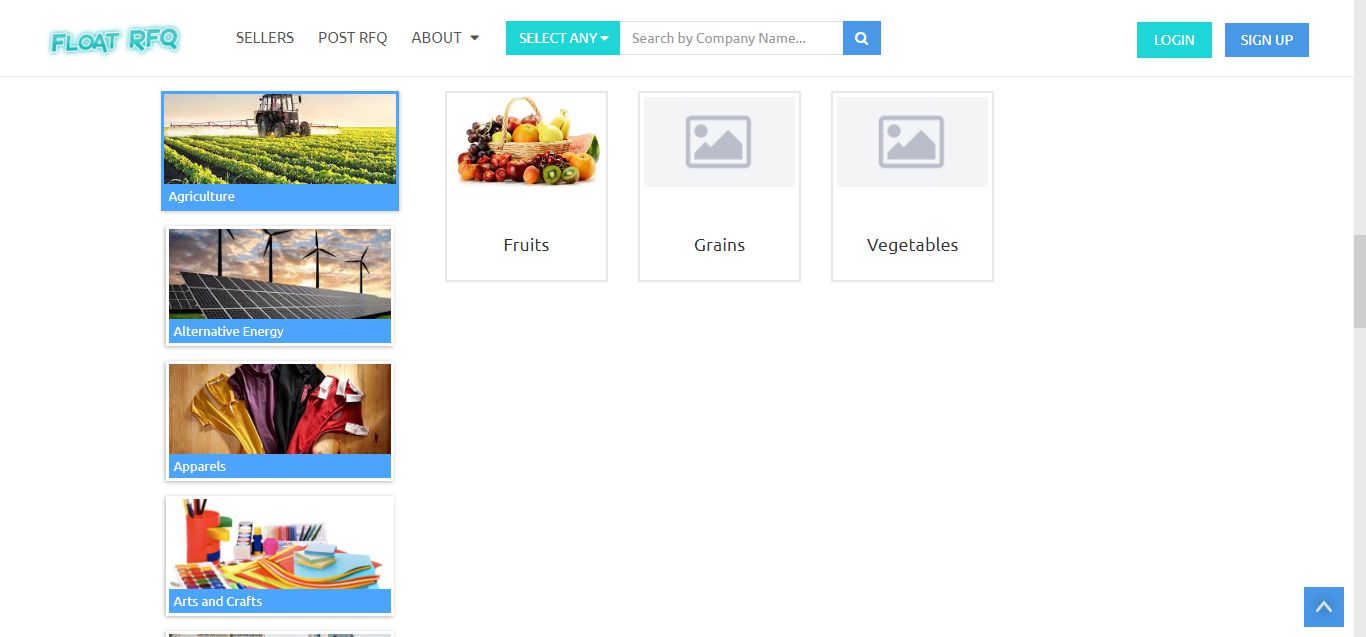 FLOAT RFQ
SELLERS POST RFQ ABOUT
SELECT ANY
Search by Company Name...
LOGIN
SIGN UP
Agriculture
Fruits
Grains
Vegetables
Alternative Energy
Apparels
Arts and Crafts